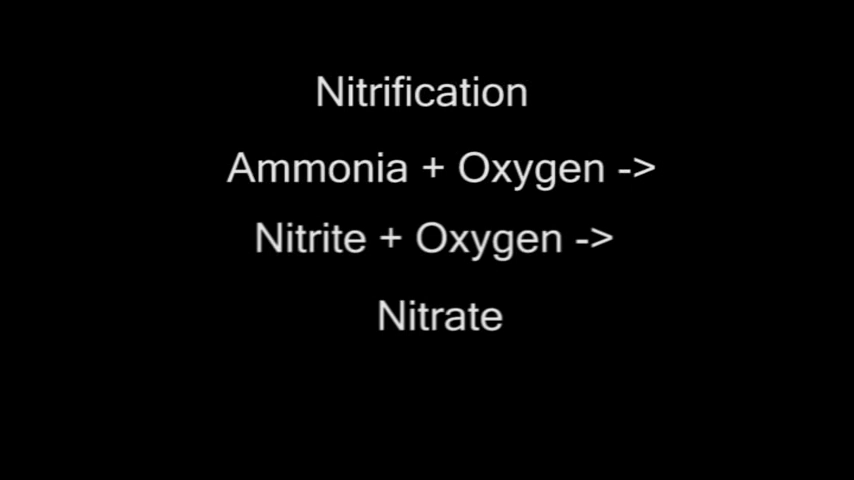 Nitrification
Ammonia + Oxygen ->
Nitrite + Oxygen ->
Nitrate